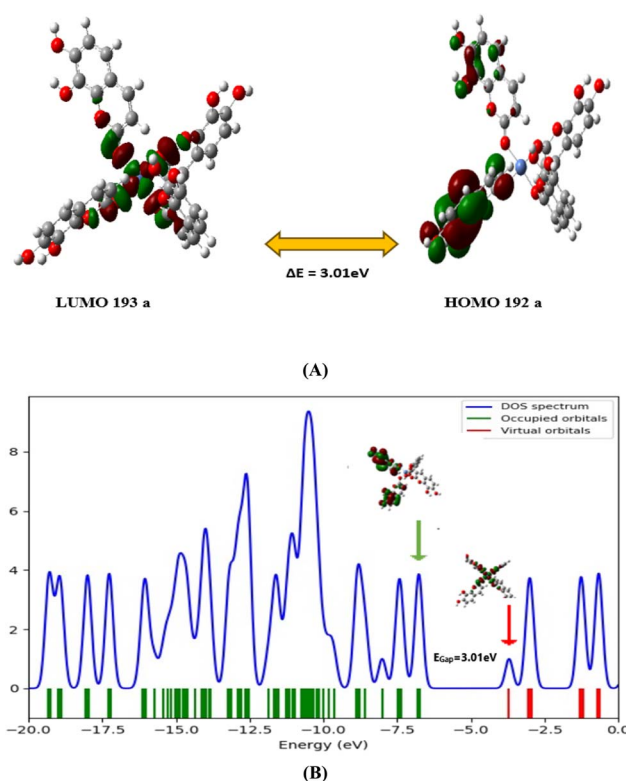 ΔE = 3.01eV
LUMO 193 a
HOMO 192 a
(A)
DOS spectrum
Occupied orbitals
Virtual orbitals
8
6
4
2
0
EGap=3.01eV
−20.0 −17.5 −15.0 −12.5 −10.0 −7.5 −5.0 −2.5 0.0
Energy (eV)
(B)